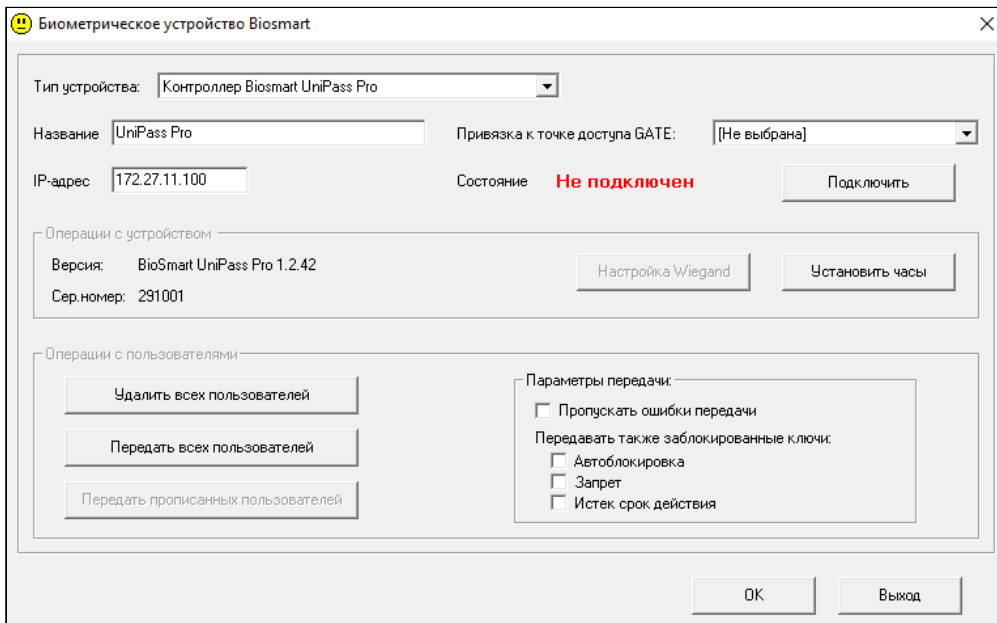 Биометрическое устройство Biosmart
Тип устройства: Контроллер Biosmart UniPass Pro
Название UniPass Pro Привязка к точке доступа GATE: [Не выбрана]
IP-адрес 172.27.11.100 Состояние Не подключен Подключить
Операции с устройством
Версия: BioSmart UniPass Pro 1.2.42 Настройка Wiegand Установить часы
Сер.номер: 291001
Операции с пользователями
Удалить всех пользователей
Передать всех пользователей
Передать прописанных пользователей
Параметры передачи:
Пропускать ошибки передачи
Передавать также заблокированные ключи:
Автоблокировка
Запрет
Истек срок действия
OK Выход